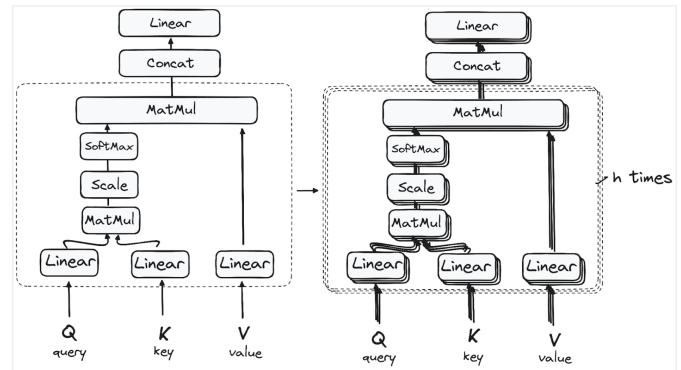 Linear
Concat
MatMul
SoftMax
Scale
MatMul
Linear
Linear
Linear
Q
query
K
key
V
value
Linear
Concat
MatMul
SoftMax
Scale
MatMul
Linear
Linear
Linear
h times
Q
query
K
key
V
value